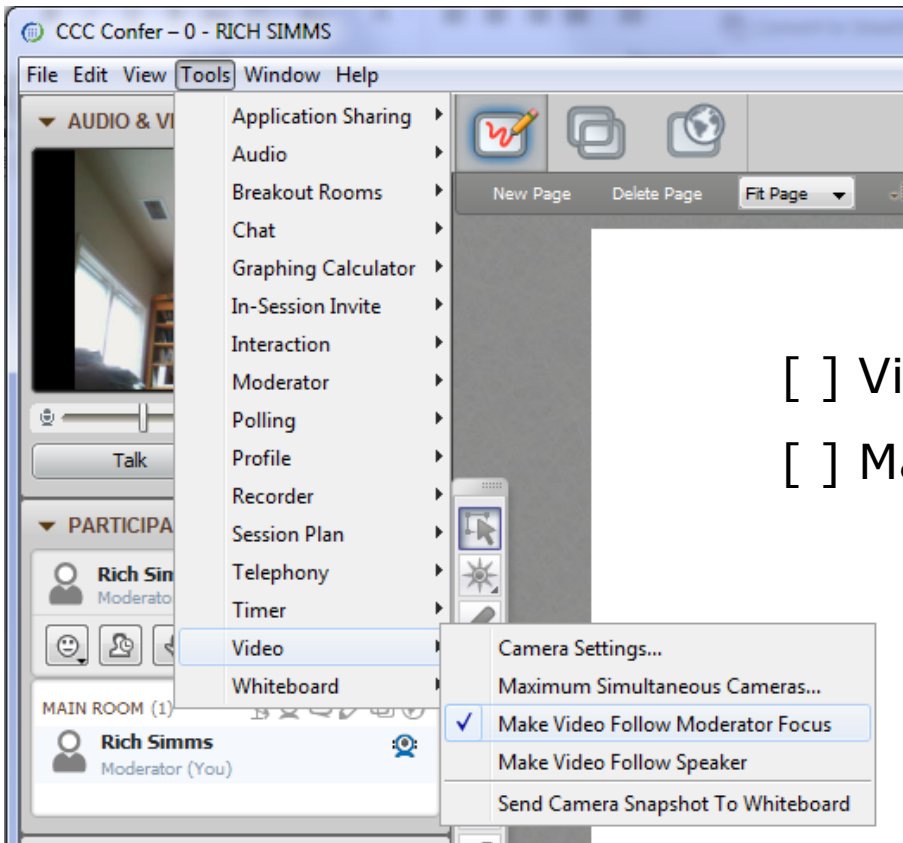 CCC Confer – 0 - RICH SIMMS
File Edit View Tools Window Help
AUDIO & VI
Application Sharing
Audio
Breakout Rooms
Chat
Graphing Calculator
In-Session Invite
Interaction
Moderator
Polling
Profile
Recorder
Session Plan
Telephony
Timer
Video
Whiteboard
New Page Delete Page Fit Page
[ ] Vi
[ ] Ma
Talk
PARTICIPA
Rich Sim
Moderato
MAIN ROOM (1)
Rich Simms
Moderator (You)
Camera Settings...
Maximum Simultaneous Cameras...
✓ Make Video Follow Moderator Focus
Make Video Follow Speaker
Send Camera Snapshot To Whiteboard